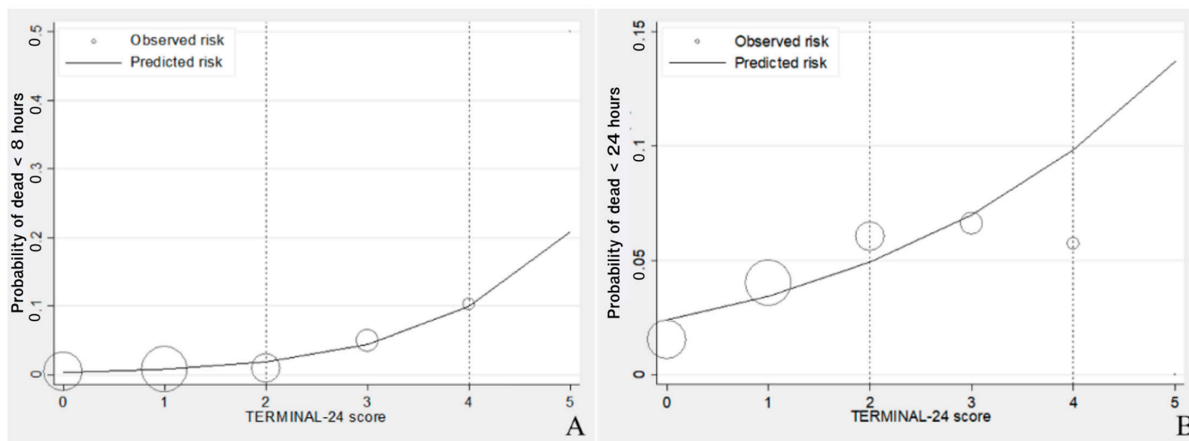 Observed risk
Predicted risk
Probability of dead < 8 hours
0.5
0.4
0.3
0.2
0.1
0
0 1 2 3 4 5
TERMINAL-24 score
A
Observed risk
Predicted risk
Probability of dead < 24 hours
0.15
0.1
0.05
0
0 1 2 3 4 5
TERMINAL-24 score
B